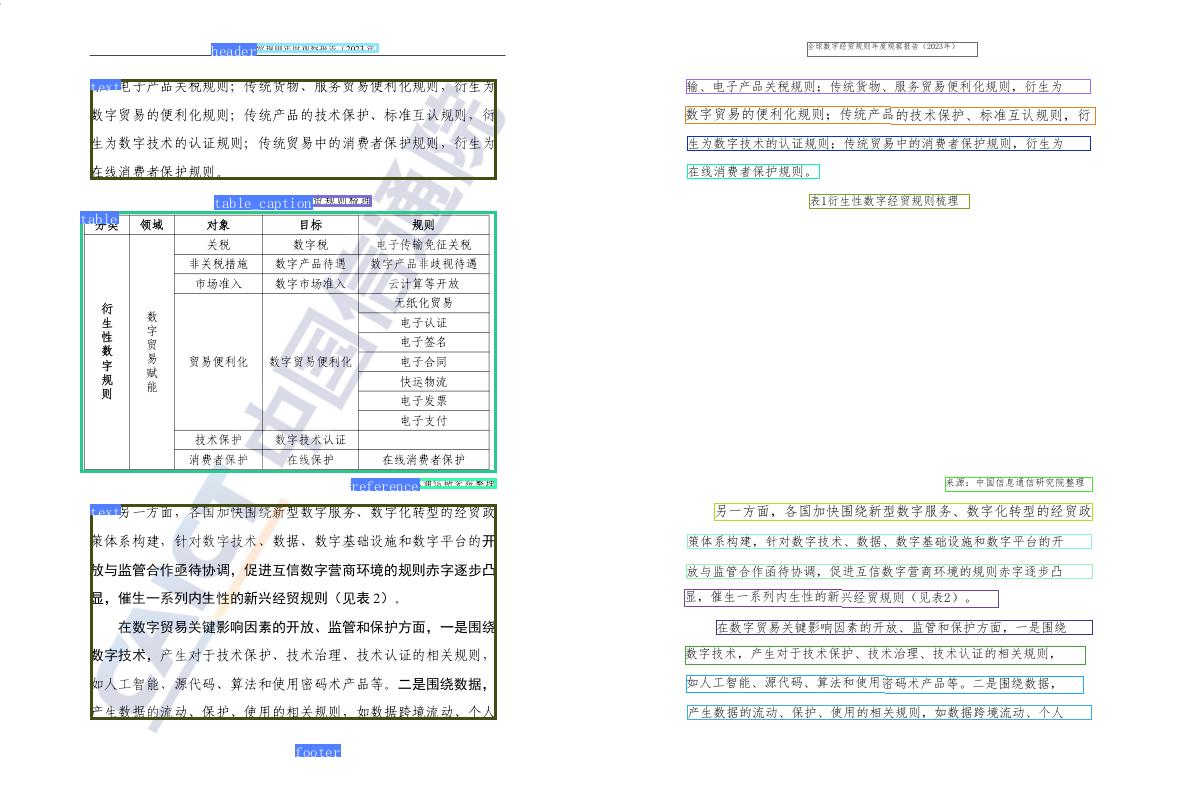 header 贸规则年度观察报告（2023 年）
text 电子产品关税规则；传统货物、服务贸易便利化规则，衍生为
数字贸易的便利化规则；传统产品的技术保护、标准互认规则，衍
生为数字技术的认证规则；传统贸易中的消费者保护规则，衍生为
在线消费者保护规则。
table_caption 贸规则梳理
table
分类 领域 对象 目标 规则
衍生性数字规则 数字贸易赋能 关税 数字税 电子传输免征关税
非关税措施 数字产品待遇 数字产品非歧视待遇
市场准入 数字市场准入 云计算等开放
贸易便利化 数字贸易便利化 无纸化贸易
电子认证
电子签名
电子合同
快运物流
电子发票
电子支付
技术保护 数字技术认证
消费者保护 在线保护 在线消费者保护
reference 通信研究院整理
text 另一方面，各国加快围绕新型数字服务、数字化转型的经贸政
策体系构建，针对数字技术、数据、数字基础设施和数字平台的开
放与监管合作亟待协调，促进互信数字营商环境的规则赤字逐步凸
显，催生一系列内生性的新兴经贸规则（见表 2）。
在数字贸易关键影响因素的开放、监管和保护方面，一是围绕
数字技术，产生对于技术保护、技术治理、技术认证的相关规则，
如人工智能、源代码、算法和使用密码术产品等。二是围绕数据，
产生数据的流动、保护、使用的相关规则，如数据跨境流动、个人
footer
CAICT 中国信通院
全球数字经贸规则年度观察报告（2023年）
输、电子产品关税规则；传统货物、服务贸易便利化规则，衍生为
数字贸易的便利化规则；传统产品的技术保护、标准互认规则，衍
生为数字技术的认证规则；传统贸易中的消费者保护规则，衍生为
在线消费者保护规则。
表1衍生性数字经贸规则梳理
来源：中国信息通信研究院整理
另一方面，各国加快围绕新型数字服务、数字化转型的经贸政
策体系构建，针对数字技术、数据、数字基础设施和数字平台的开
放与监管合作函待协调，促进互信数字营商环境的规则赤字逐步凸
显，催生一系列内生性的新兴经贸规则（见表2）。
在数字贸易关键影响因素的开放、监管和保护方面，一是围绕
数字技术，产生对于技术保护、技术治理、技术认证的相关规则，
如人工智能、源代码、算法和使用密码术产品等。二是围绕数据，
产生数据的流动、保护、使用的相关规则，如数据跨境流动、个人